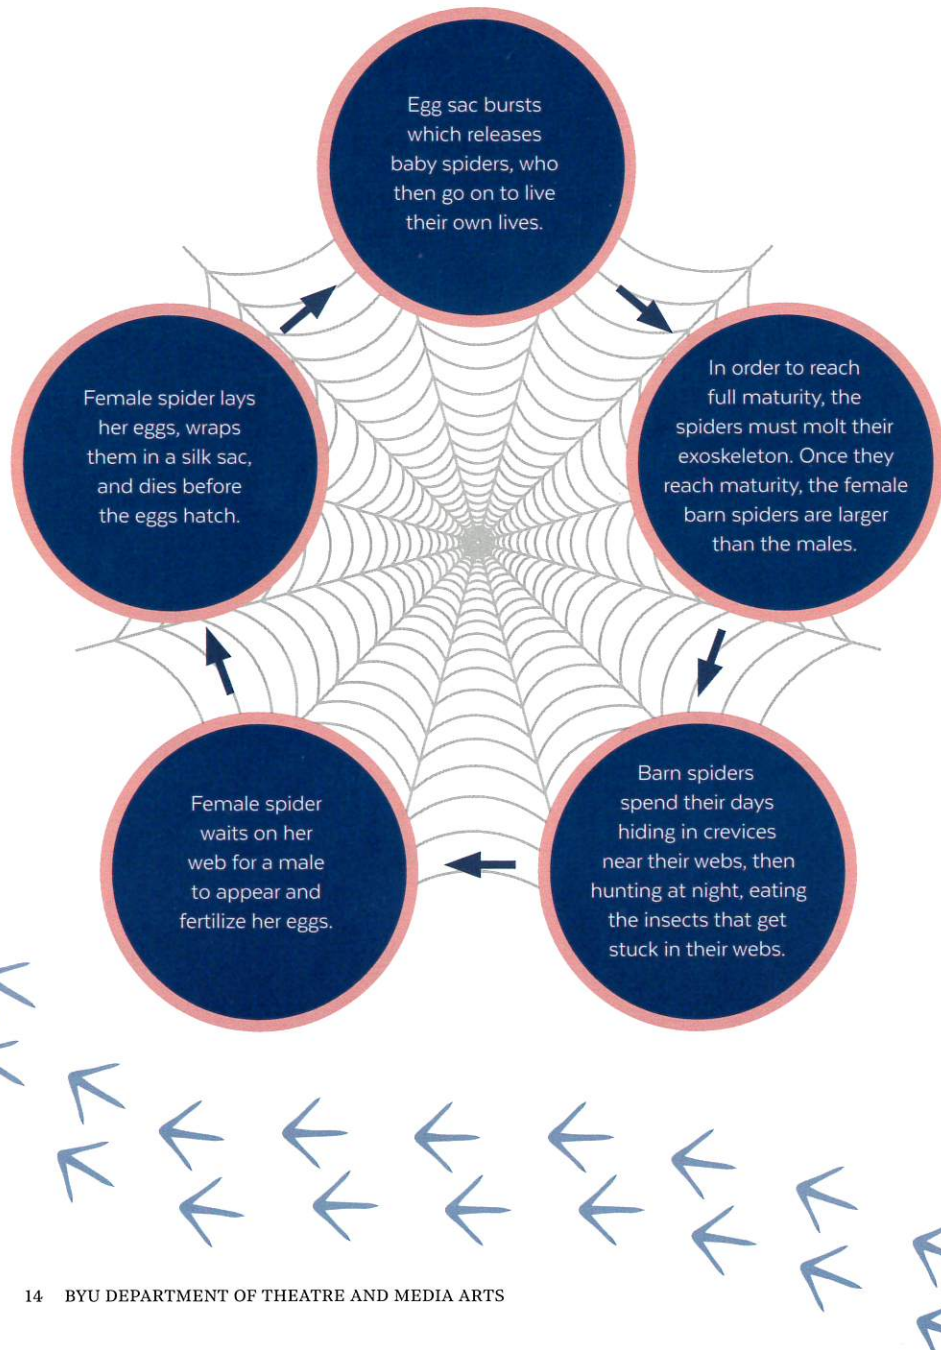 Egg sac bursts
which releases
baby spiders, who
then go on to live
their own lives.
In order to reach
full maturity, the
spiders must molt their
exoskeleton. Once they
reach maturity, the female
barn spiders are larger
than the males.
Barn spiders
spend their days
hiding in crevices
near their webs, then
hunting at night, eating
the insects that get
stuck in their webs.
Female spider
waits on her
web for a male
to appear and
fertilize her eggs.
Female spider lays
her eggs, wraps
them in a silk sac,
and dies before
the eggs hatch.
14 BYU DEPARTMENT OF THEATRE AND MEDIA ARTS